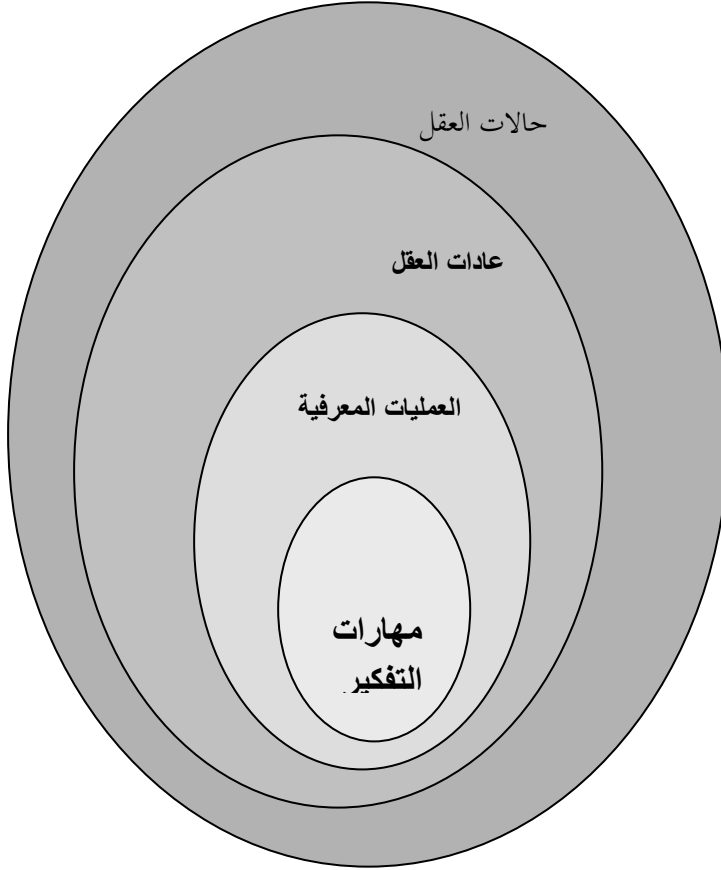 حالات العقل
عادات العقل
العمليات المعرفية
مهارات
التفكير